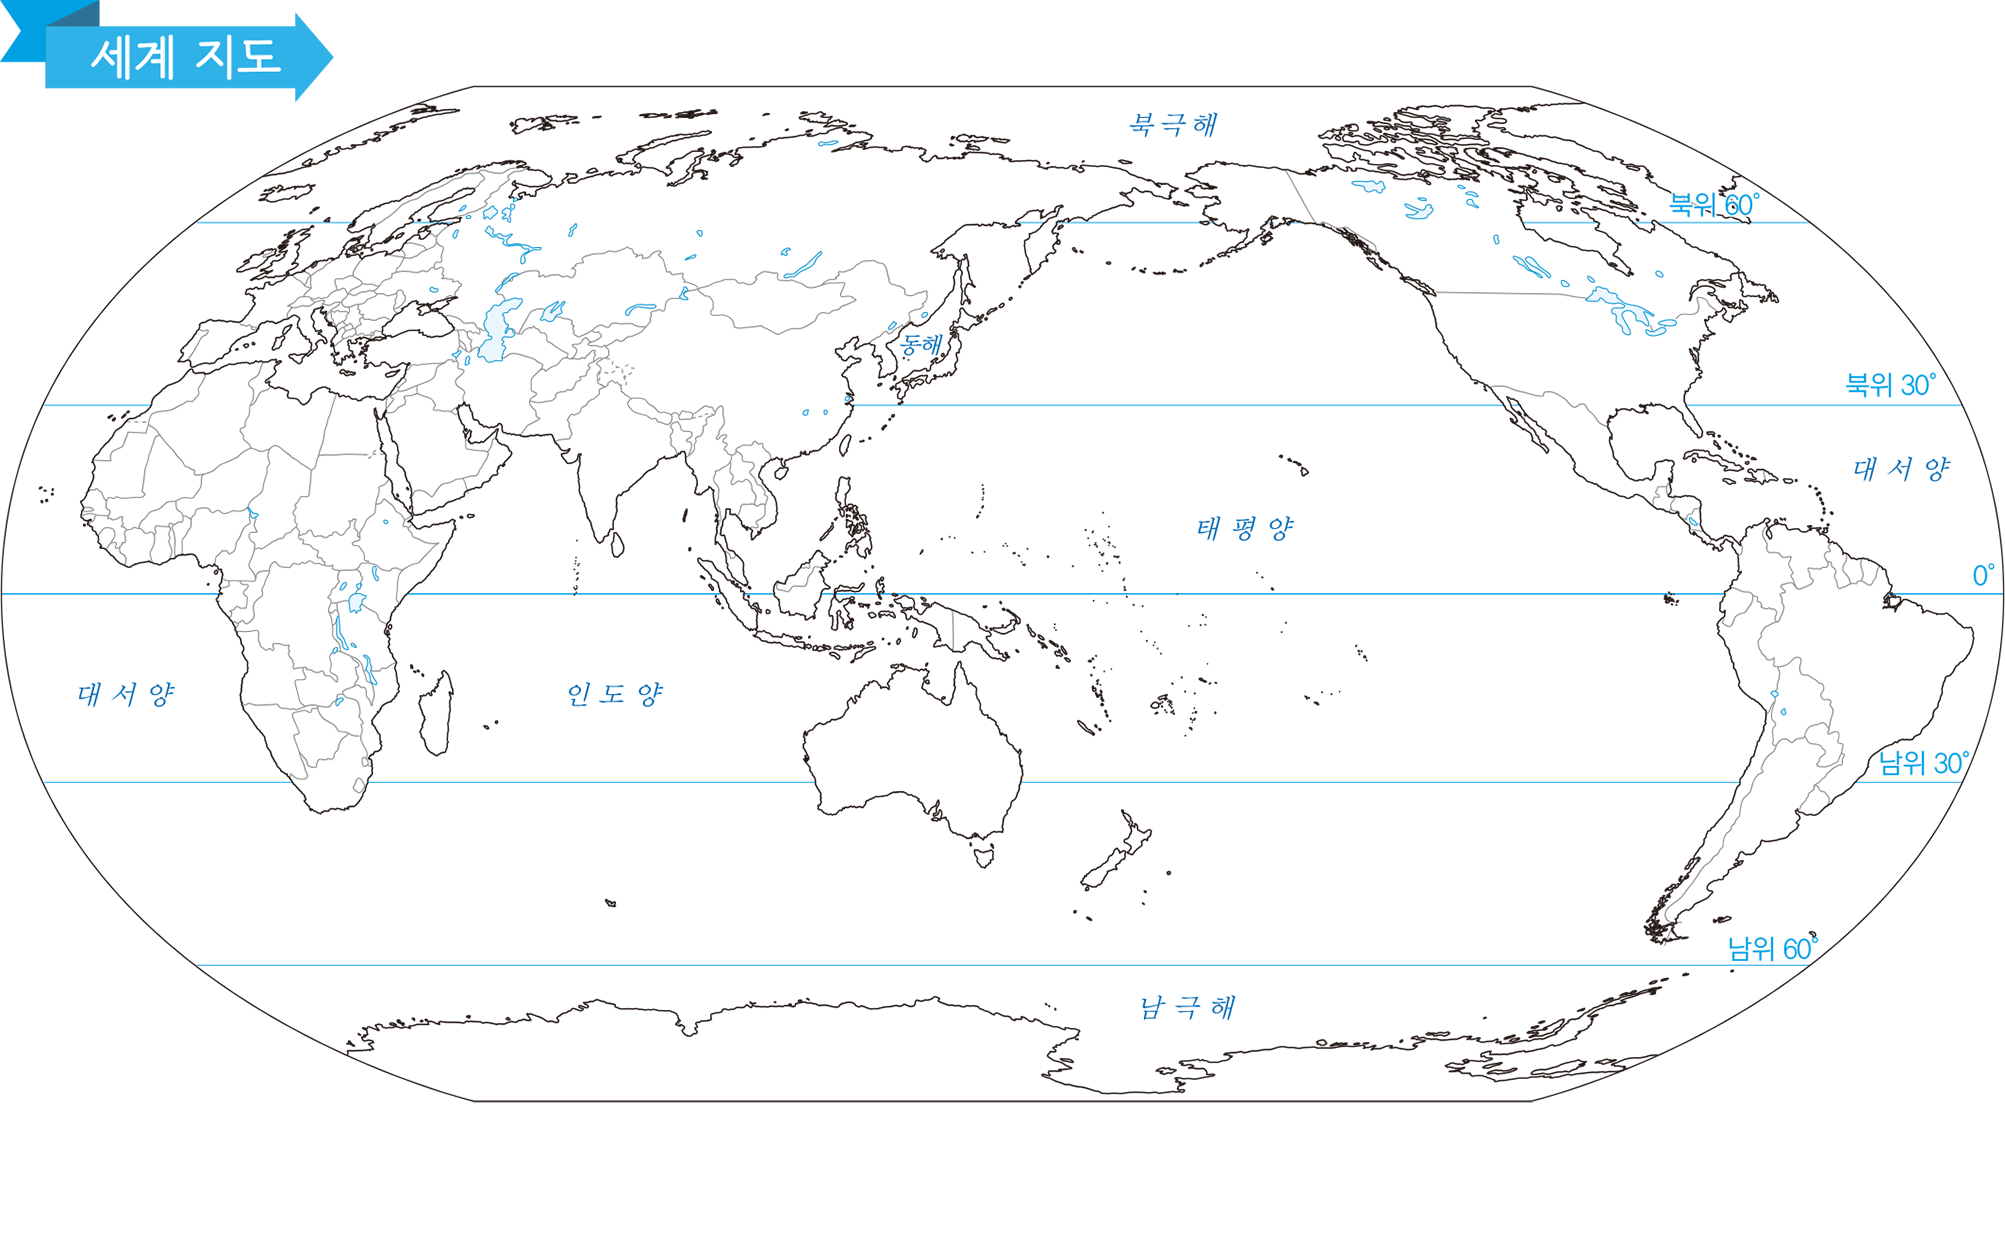 세계 지도
북극해
북위 60°
동해
북위 30°
대서양
태평양
0°
대서양
인도양
남위 30°
남위 60°
남극해